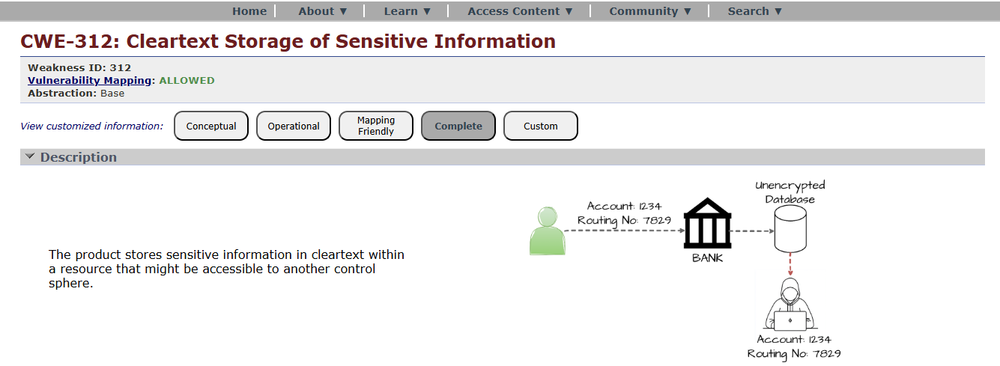 Home About ▼ Learn ▼ Access Content ▼ Community ▼ Search ▼
CWE-312: Cleartext Storage of Sensitive Information
Weakness ID: 312
Vulnerability Mapping: ALLOWED
Abstraction: Base
View customized information: Conceptual Operational Mapping Friendly Complete Custom
Description
The product stores sensitive information in cleartext within
a resource that might be accessible to another control
sphere.
Account: 1234
Routing No: 7829
BANK
Unencrypted
Database
Account: 1234
Routing No: 7829